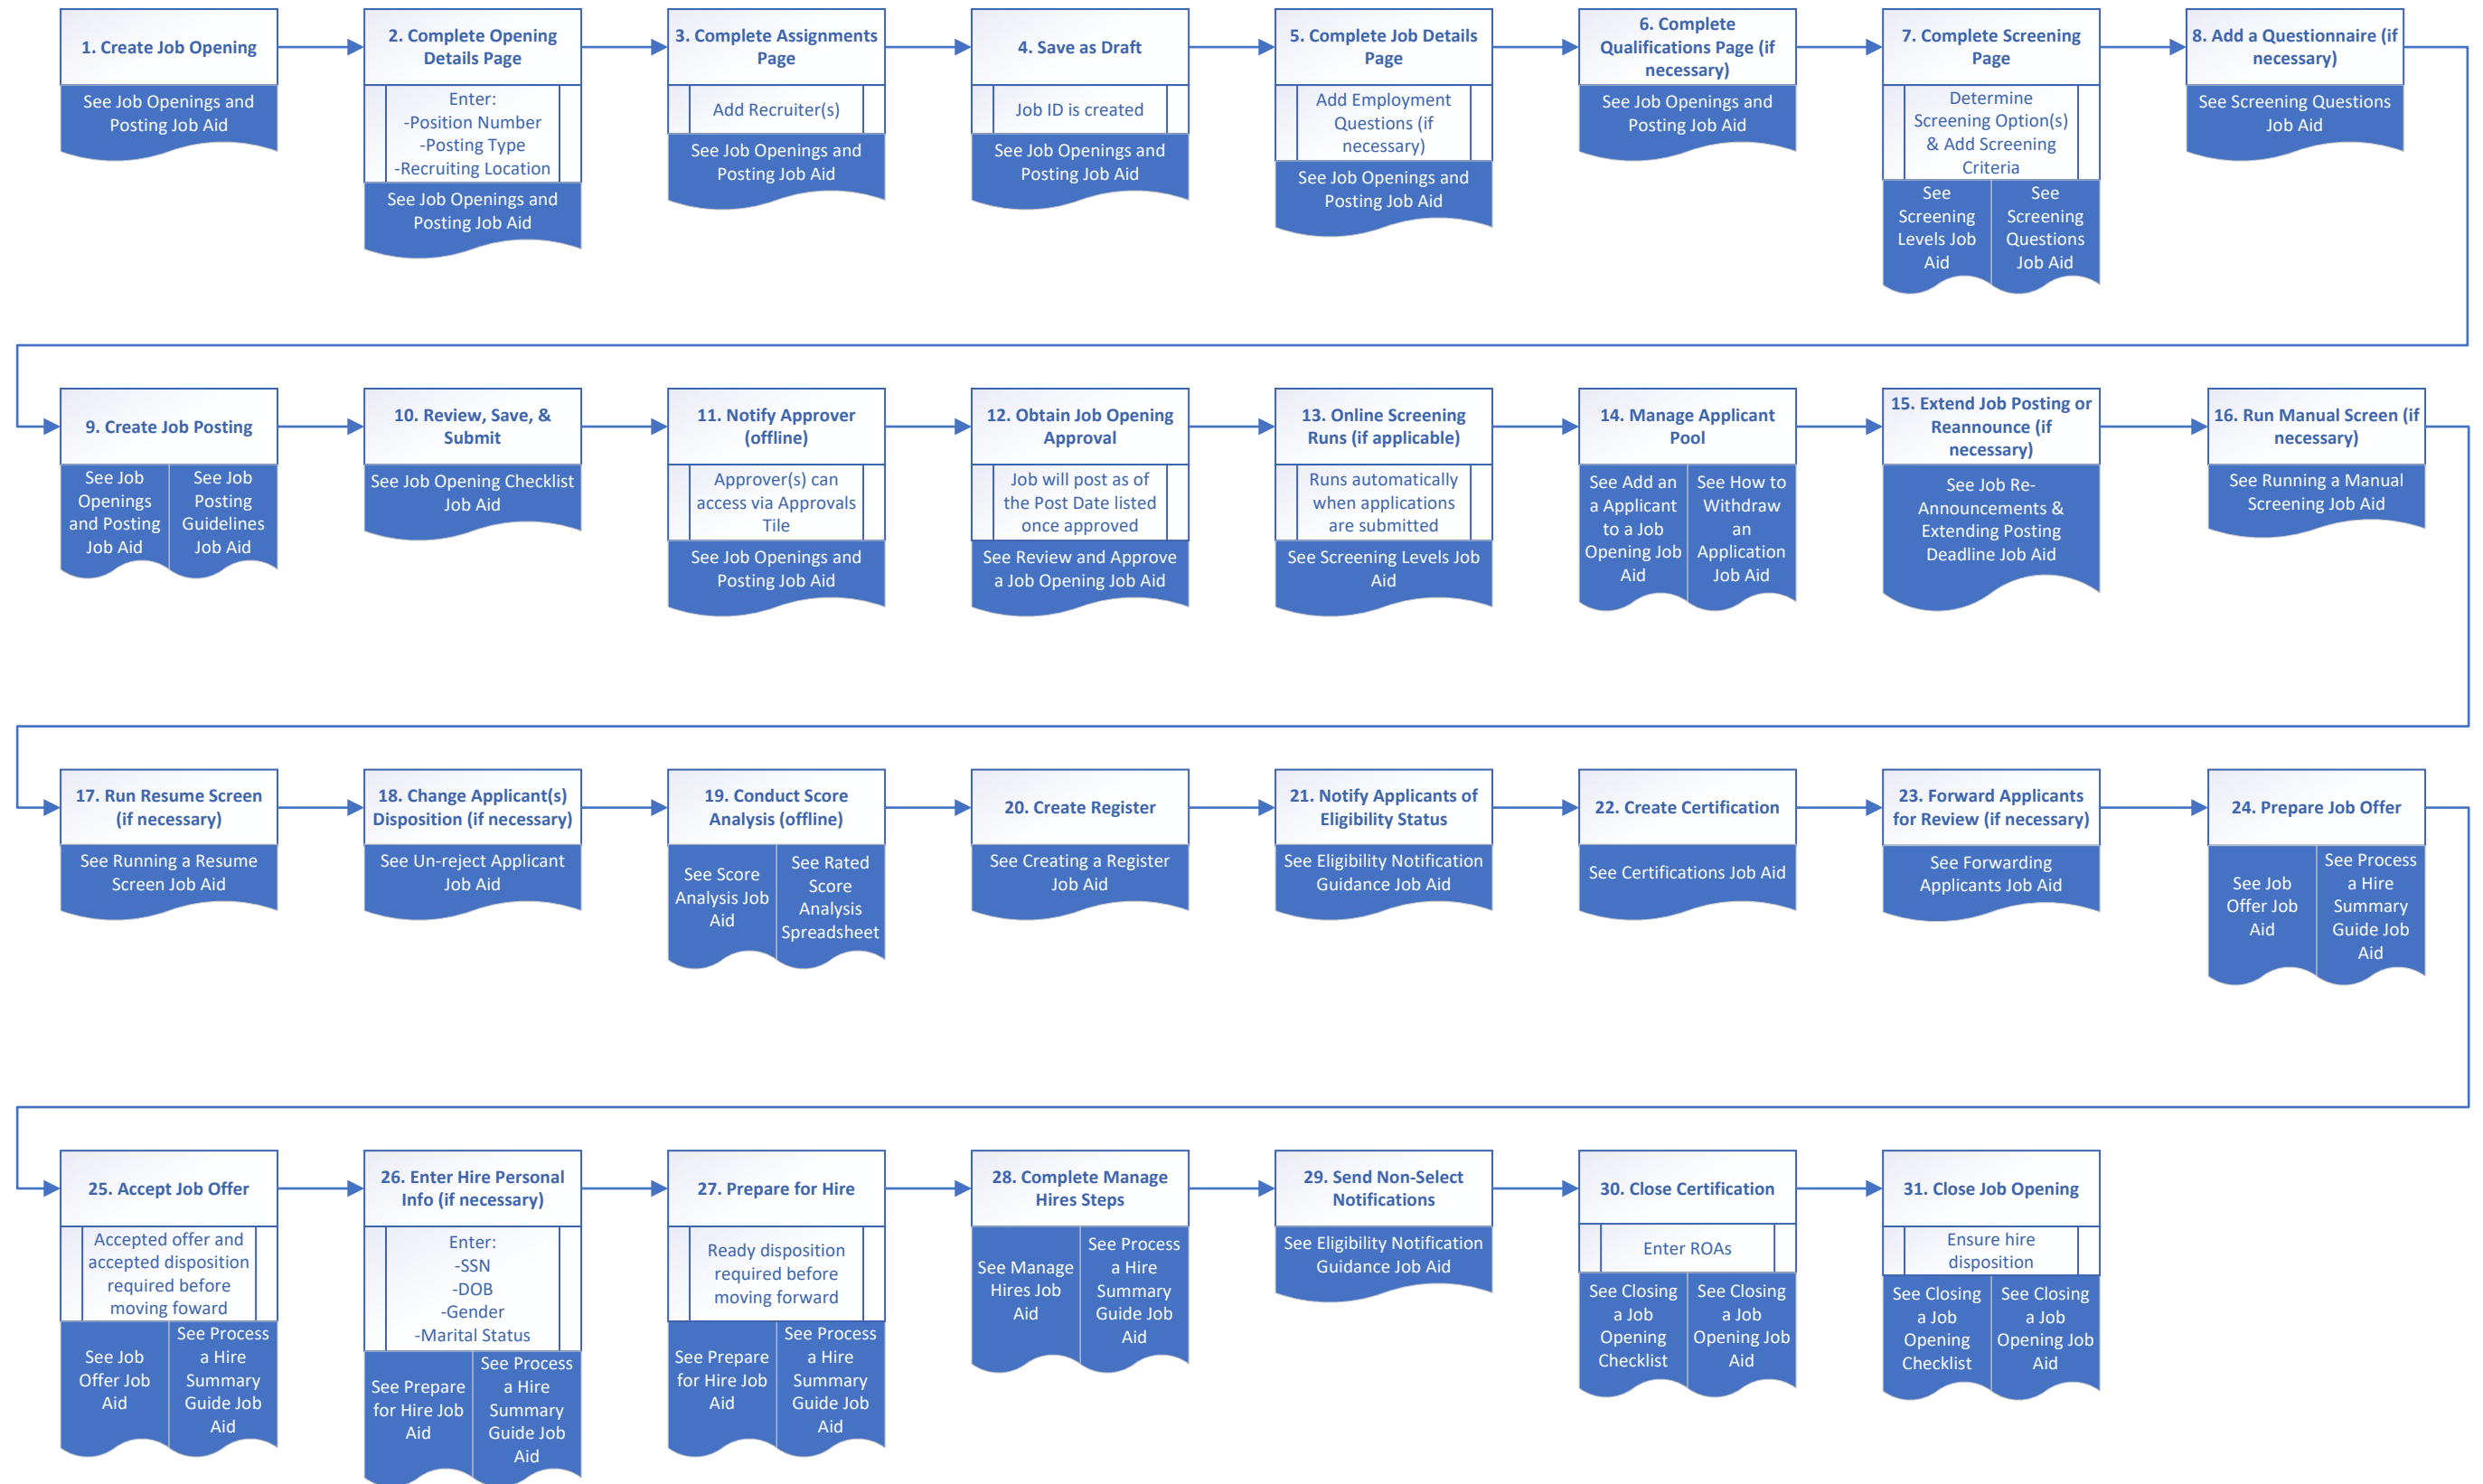 1. Create Job Opening
See Job Openings and
Posting Job Aid
2. Complete Opening
Details Page
Enter:
-Position Number
-Posting Type
-Recruiting Location
See Job Openings and
Posting Job Aid
3. Complete Assignments
Page
Add Recruiter(s)
See Job Openings and
Posting Job Aid
4. Save as Draft
Job ID is created
See Job Openings and
Posting Job Aid
5. Complete Job Details
Page
Add Employment
Questions (if
necessary)
See Job Openings and
Posting Job Aid
6. Complete
Qualifications Page (if
necessary)
See Job Openings and
Posting Job Aid
7. Complete Screening
Page
Determine
Screening Option(s)
& Add Screening
Criteria
See
Screening
Levels Job
Aid
See
Screening
Questions
Job Aid
8. Add a Questionnaire (if
necessary)
See Screening Questions
Job Aid
9. Create Job Posting
See Job
Openings
and Posting
Job Aid
See Job
Posting
Guidelines
Job Aid
10. Review, Save, &
Submit
See Job Opening Checklist
Job Aid
11. Notify Approver
(offline)
Approver(s) can
access via Approvals
Tile
See Job Openings and
Posting Job Aid
12. Obtain Job Opening
Approval
Job will post as of
the Post Date listed
once approved
See Review and Approve
a Job Opening Job Aid
13. Online Screening
Runs (if applicable)
Runs automatically
when applications
are submitted
See Screening Levels Job
Aid
14. Manage Applicant
Pool
See Add an
a Applicant
to a Job
Opening Job
Aid
See How to
Withdraw
an
Application
Job Aid
15. Extend Job Posting or
Reannounce (if
necessary)
See Job Re-
Announcements &
Extending Posting
Deadline Job Aid
16. Run Manual Screen (if
necessary)
See Running a Manual
Screening Job Aid
17. Run Resume Screen
(if necessary)
See Running a Resume
Screen Job Aid
18. Change Applicant(s)
Disposition (if necessary)
See Un-reject Applicant
Job Aid
19. Conduct Score
Analysis (offline)
See Score
Analysis Job
Aid
See Rated
Score
Analysis
Spreadsheet
20. Create Register
See Creating a Register
Job Aid
21. Notify Applicants of
Eligibility Status
See Eligibility Notification
Guidance Job Aid
22. Create Certification
See Certifications Job Aid
23. Forward Applicants
for Review (if necessary)
See Forwarding
Applicants Job Aid
24. Prepare Job Offer
See Job
Offer Job
Aid
See Process
a Hire
Summary
Guide Job
Aid
25. Accept Job Offer
Accepted offer and
accepted disposition
required before
moving foward
See Job
Offer Job
Aid
See Process
a Hire
Summary
Guide Job
Aid
26. Enter Hire Personal
Info (if necessary)
Enter:
-SSN
-DOB
-Gender
-Marital Status
See Prepare
for Hire Job
Aid
See Process
a Hire
Summary
Guide Job
Aid
27. Prepare for Hire
Ready disposition
required before
moving forward
See Prepare
for Hire Job
Aid
See Process
a Hire
Summary
Guide Job
Aid
28. Complete Manage
Hires Steps
See Manage
Hires Job
Aid
See Process
a Hire
Summary
Guide Job
Aid
29. Send Non-Select
Notifications
See Eligibility Notification
Guidance Job Aid
30. Close Certification
Enter ROAs
See Closing
a Job
Opening
Checklist
See Closing
a Job
Opening Job
Aid
31. Close Job Opening
Ensure hire
disposition
See Closing
a Job
Opening
Checklist
See Closing
a Job
Opening Job
Aid